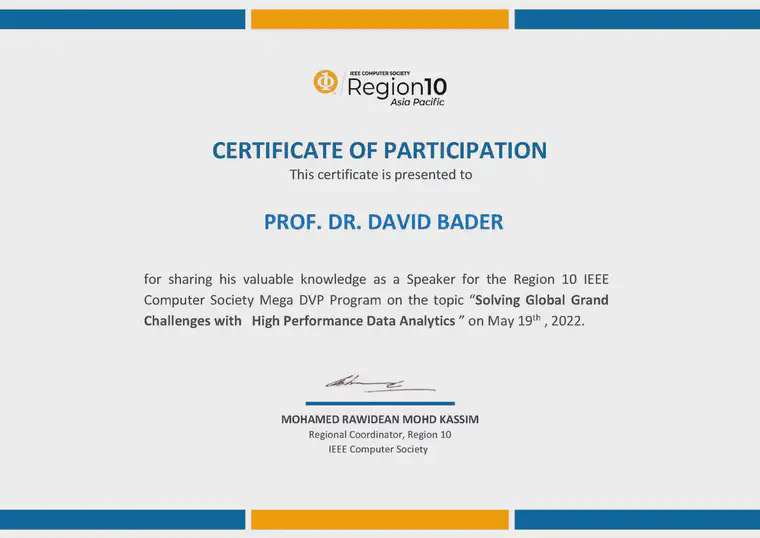 IEEE COMPUTER SOCIETY
Region10
Asia Pacific
CERTIFICATE OF PARTICIPATION
This certificate is presented to
PROF. DR. DAVID BADER
for sharing his valuable knowledge as a Speaker for the Region 10 IEEE
Computer Society Mega DVP Program on the topic “Solving Global Grand
Challenges with High Performance Data Analytics ” on May 19th , 2022.
MOHAMED RAWIDEAN MOHD KASSIM
Regional Coordinator, Region 10
IEEE Computer Society